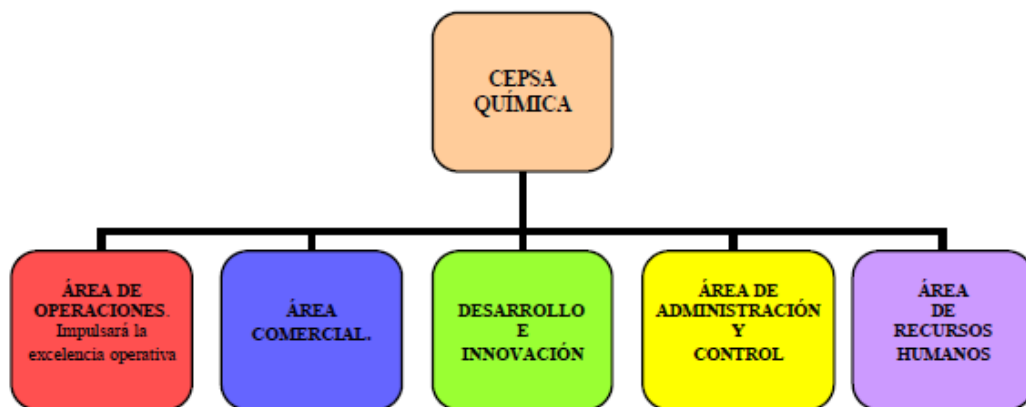 CEPSA
QUÍMICA
ÁREA DE
OPERACIONES.
Impulsará la
excelencia operativa
ÁREA
COMERCIAL.
DESARROLLO
E
INNOVACIÓN
ÁREA DE
ADMINISTRACIÓN
Y
CONTROL
ÁREA
DE
RECURSOS
HUMANOS